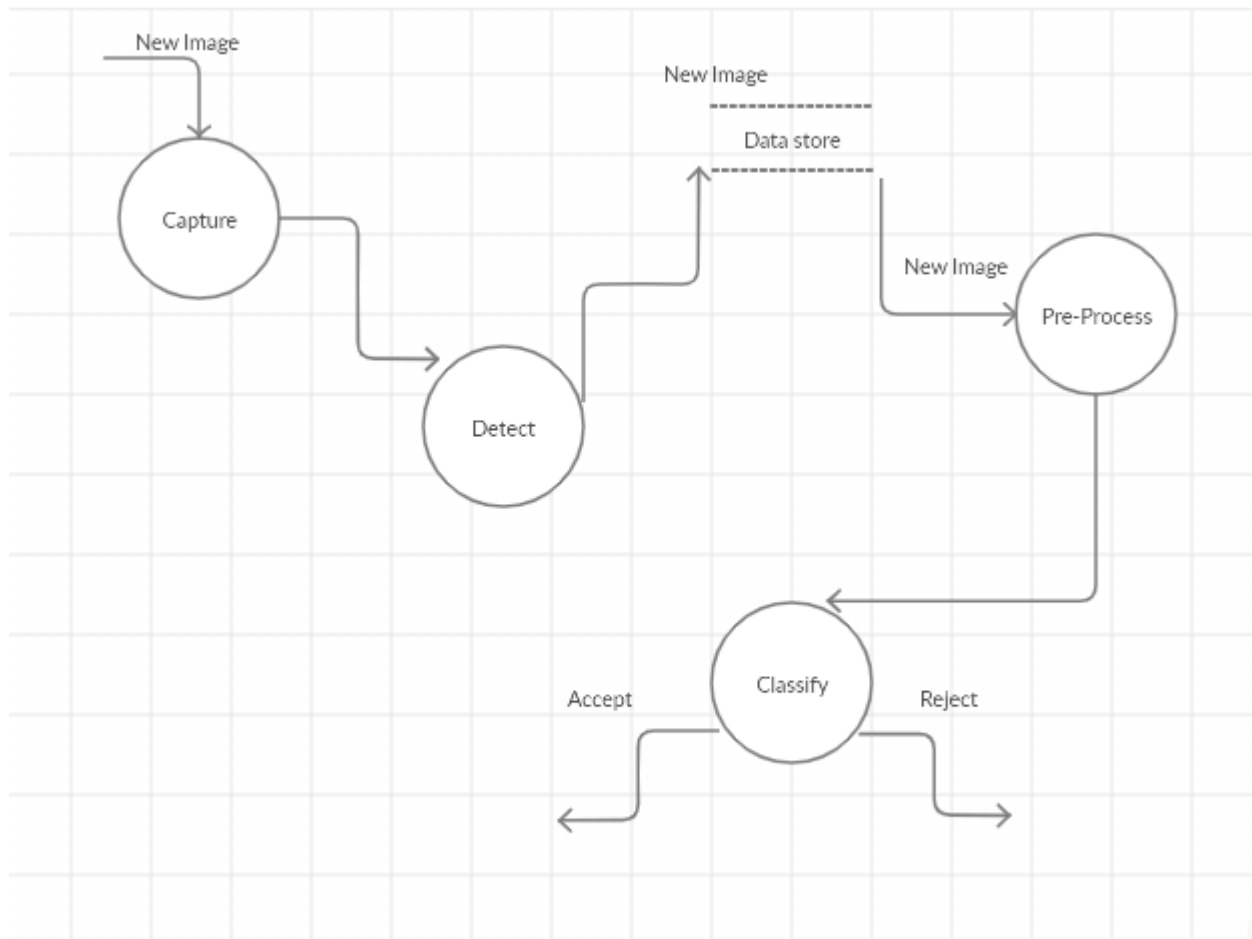 New Image
Capture
Detect
New Image
Data store
New Image
Pre-Process
Classify
Accept
Reject